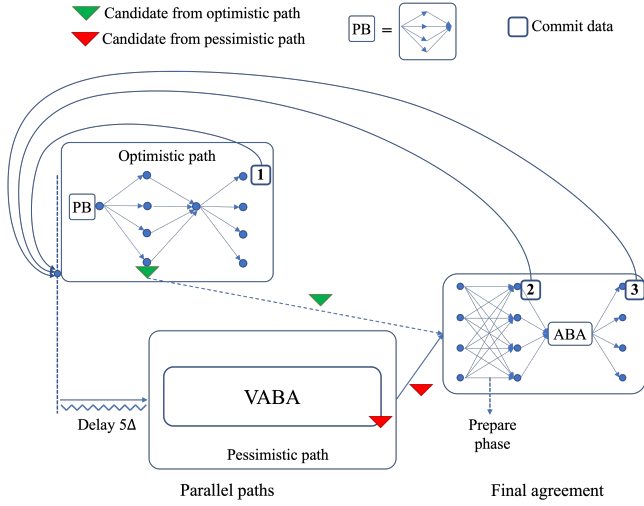 Candidate from optimistic path
Candidate from pessimistic path
PB =
Commit data
Optimistic path
1
PB
2
3
ABA
VABA
Delay 5Δ
Pessimistic path
Prepare
phase
Parallel paths
Final agreement